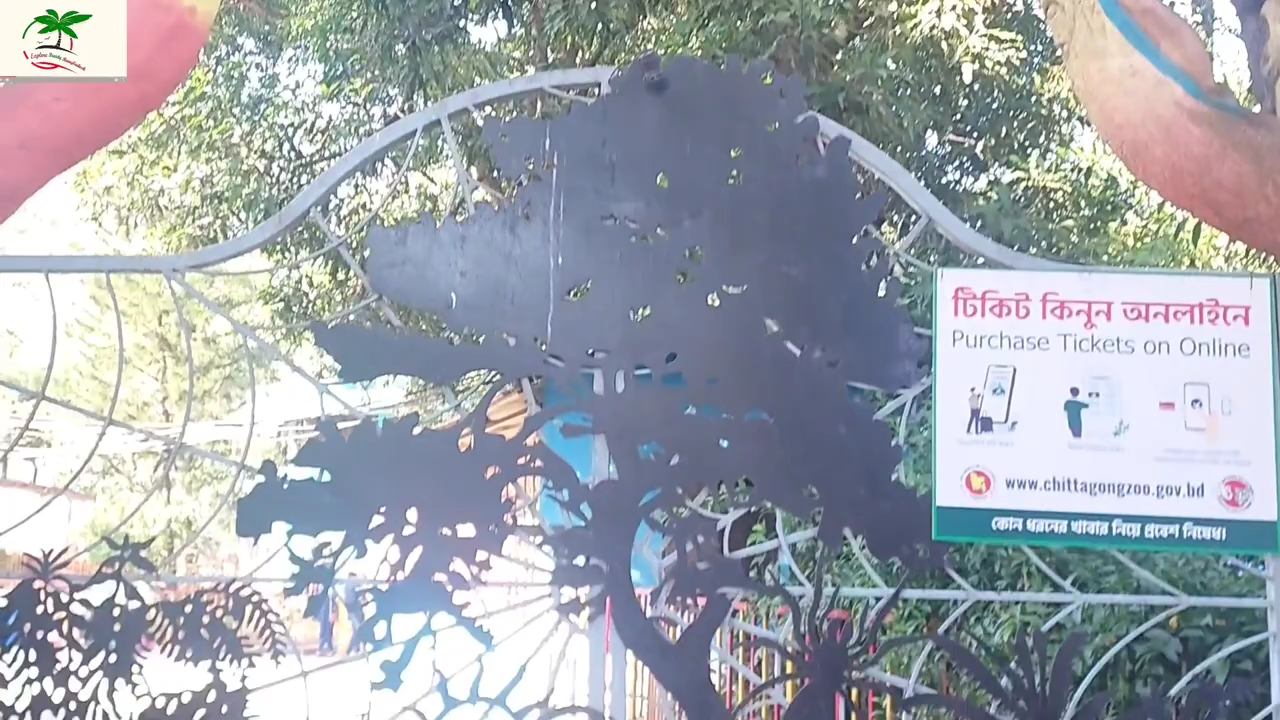 টিকিট কিনুন অনলাইনে
Purchase Tickets on Online
www.chittagongzoo.gov.bd
কোন ধরনের খাবার নিয়ে প্রবেশ নিষেধ।